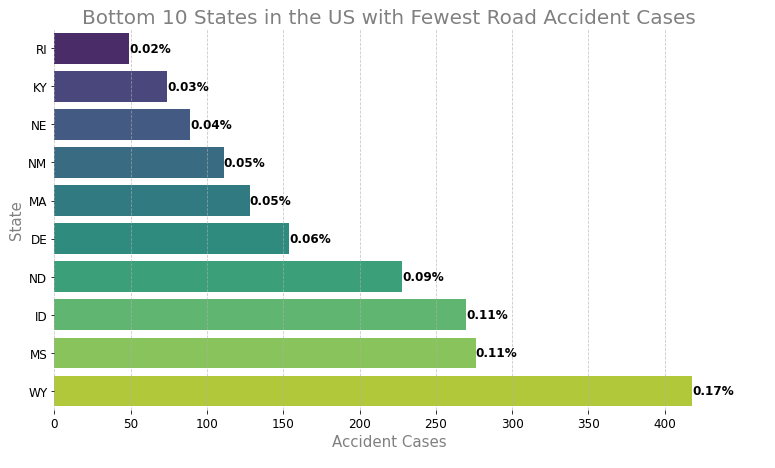 Bottom 10 States in the US with Fewest Road Accident Cases
State
RI 0.02%
KY 0.03%
NE 0.04%
NM 0.05%
MA 0.05%
DE 0.06%
ND 0.09%
ID 0.11%
MS 0.11%
WY 0.17%
0 50 100 150 200 250 300 350 400
Accident Cases